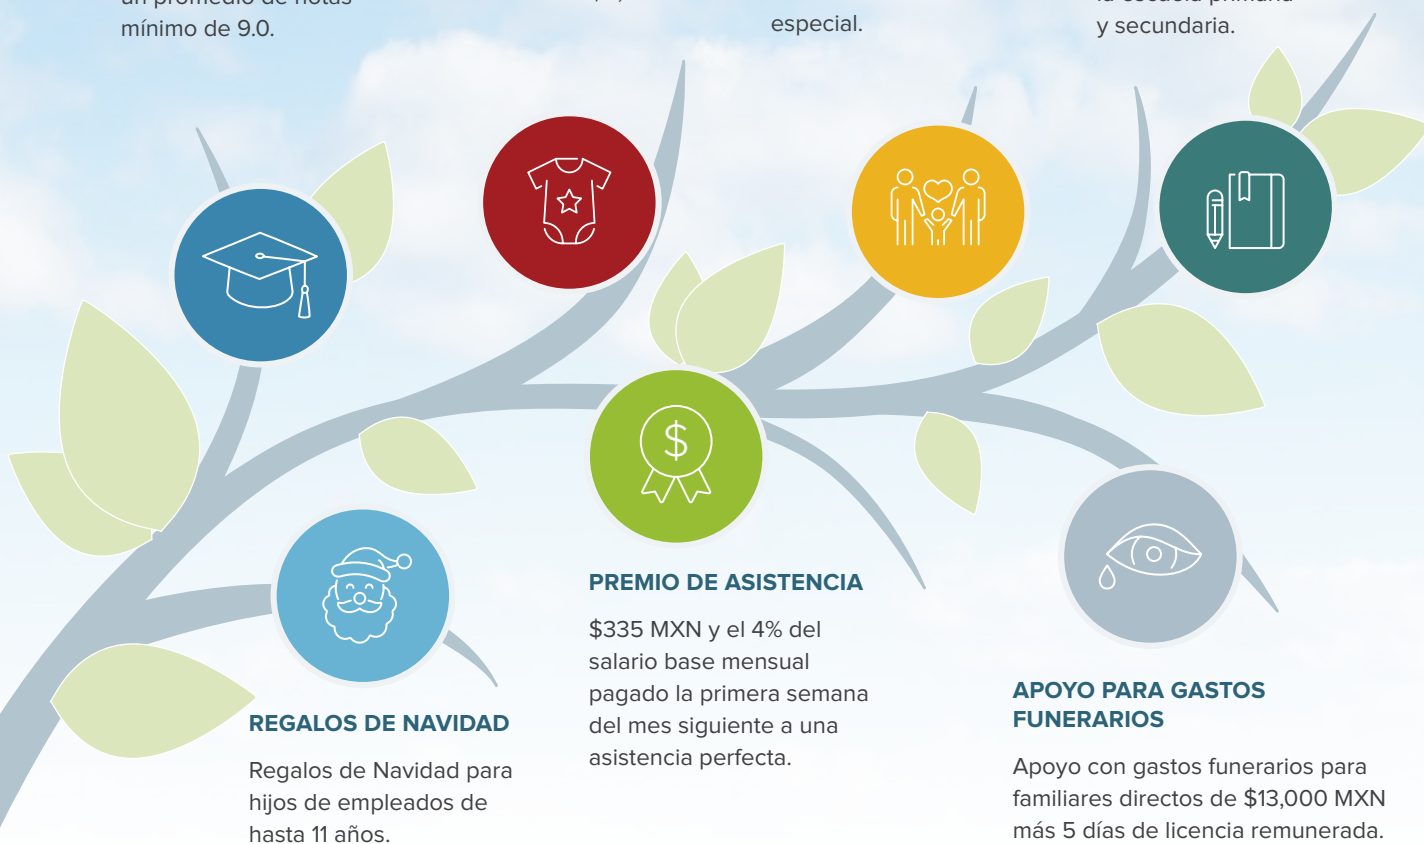 mínimo de 9.0.
especial.
la escuela primaria
y secundaria.
$
PREMIO DE ASISTENCIA
$335 MXN y el 4% del
salario base mensual
pagado la primera semana
del mes siguiente a una
asistencia perfecta.
REGALOS DE NAVIDAD
Regalos de Navidad para
hijos de empleados de
hasta 11 años.
APOYO PARA GASTOS
FUNERARIOS
Apoyo con gastos funerarios para
familiares directos de $13,000 MXN
más 5 días de licencia remunerada.